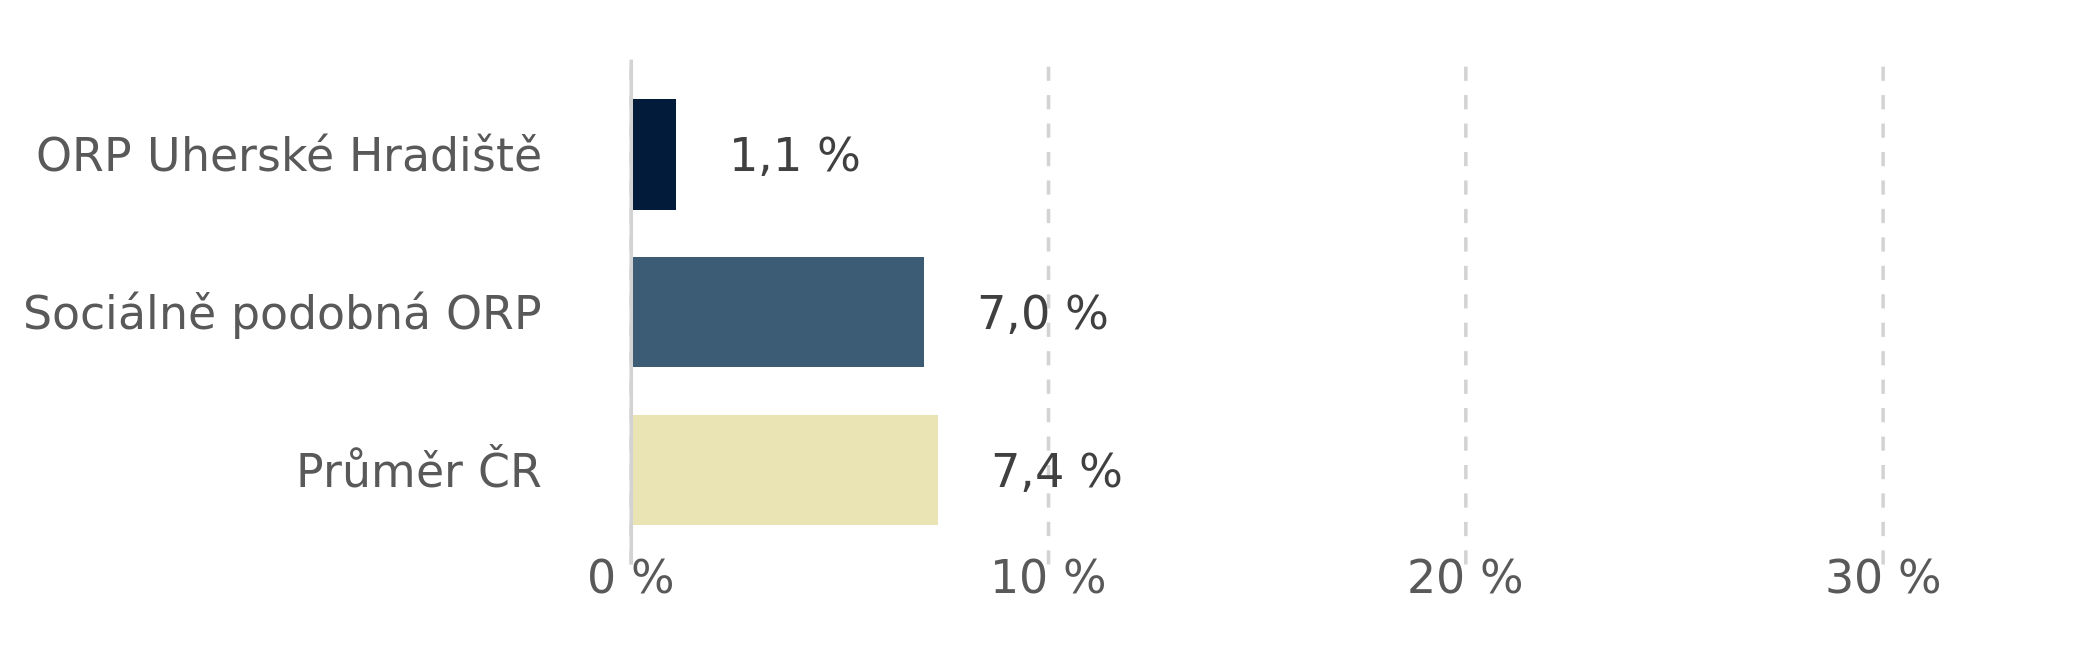 ORP Uherské Hradiště 1,1 %
Sociálně podobná ORP 7,0 %
Průměr ČR 7,4 %
0 % 10 % 20 % 30 %